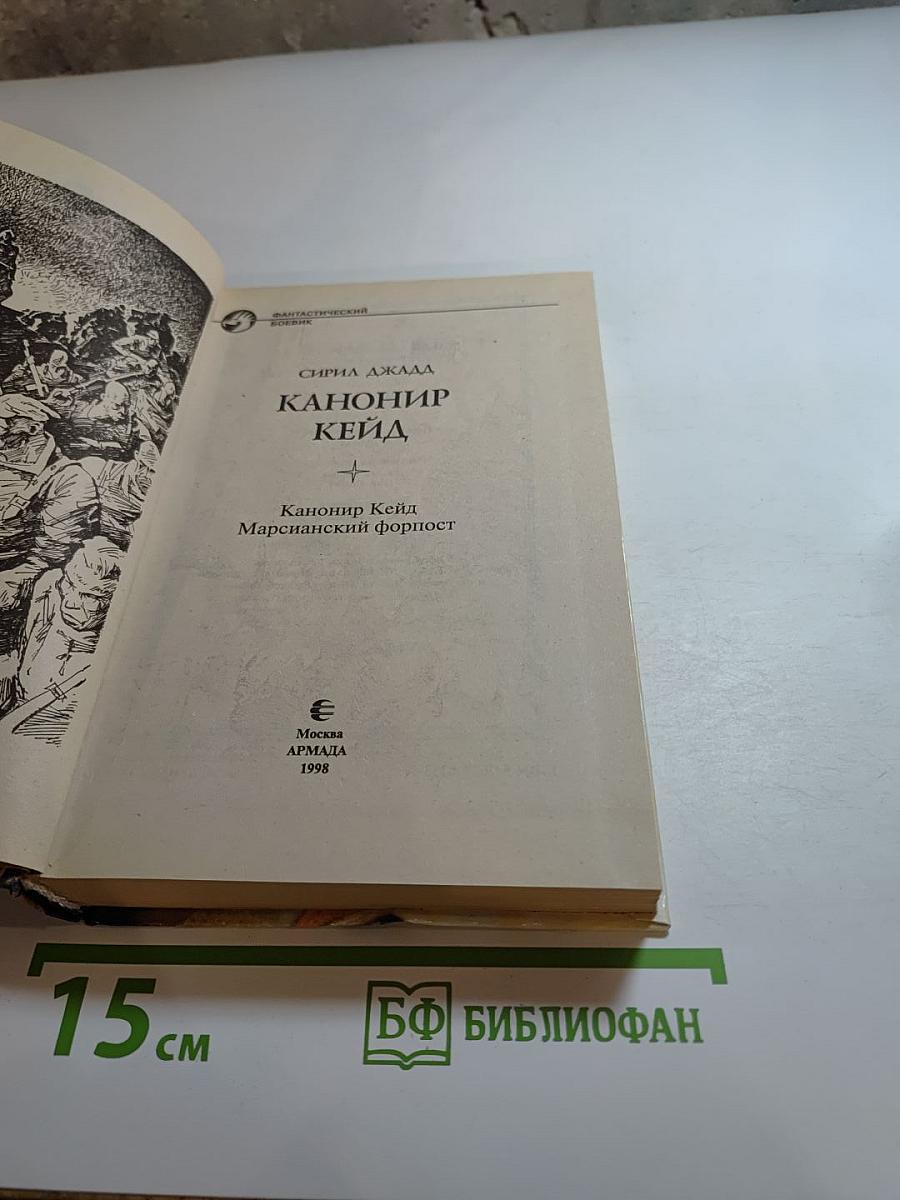 ФАНТАСТИЧЕСКИЙ
БОЕВИК
СИРИЛ ДЖАДД
КАНОНИР
КЕЙД
Канонир Кейд
Марсианский форпост
Москва
АРМАДА
1998
15 см
БФ БИБЛИОФАН